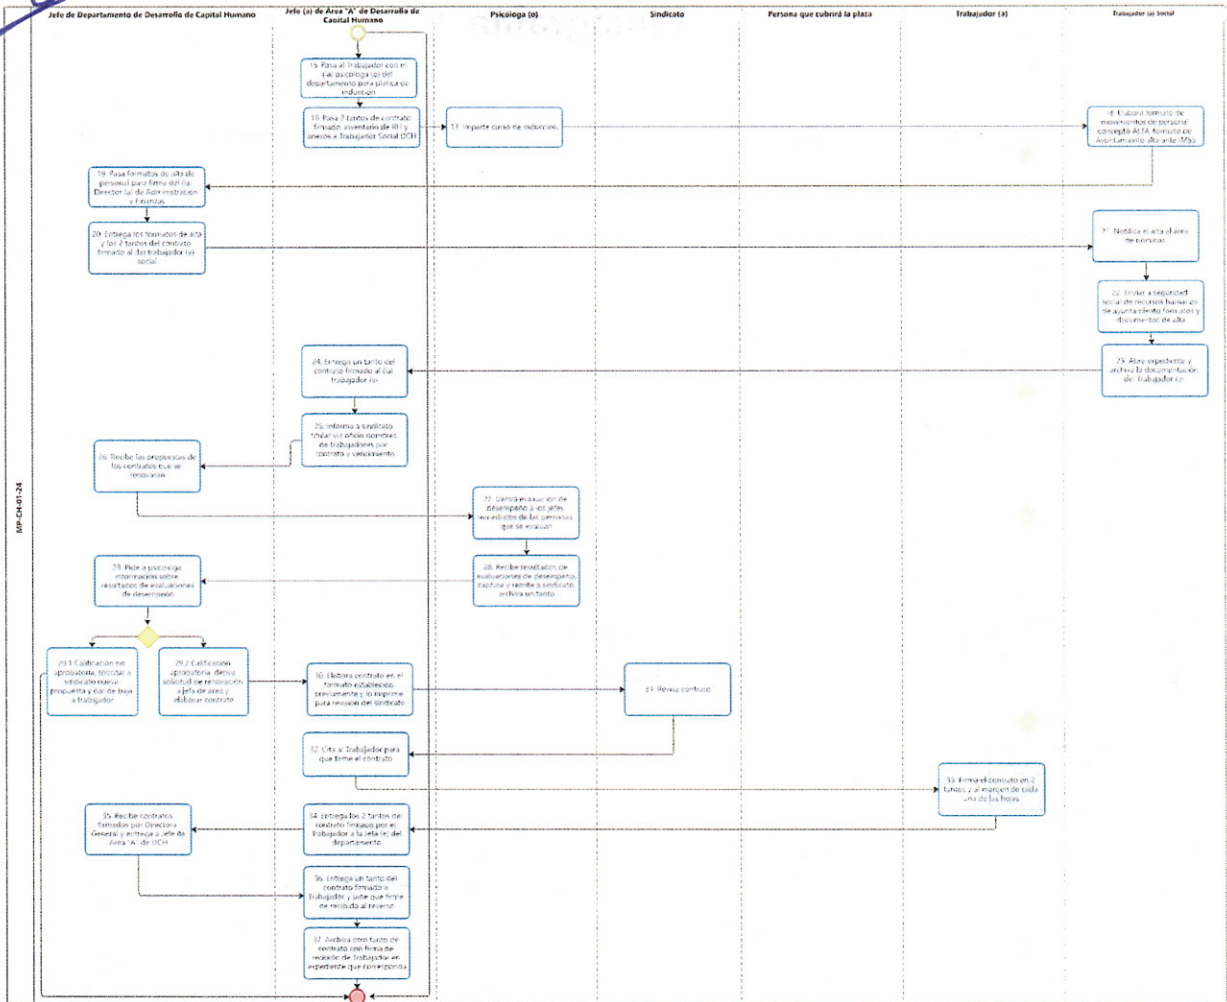 Jefe de Departamento de Desarrollo de Capital Humano
Jefe (a) de Área "A" de Desarrollo de
Capital Humano
Psicóloga (o)
Sindicato
Persona que cubrirá la plaza
Trabajador (a)
Trabajador (a) Social
MP-CH-01-24
15. Pasa al Trabajador con el
(la) psicóloga (o) del
departamento para plática de
inducción
16. Pasa 2 tantos de contrato
firmado, inventario de RH y
anexos a Trabajador Social DCH
17. Imparte curso de inducción.
18. Elabora formato de
movimientos de personal
concepto ALTA, formato de
Ayuntamiento alta ante IMSS
19. Pasa formatos de alta de
personal para firma del (la)
Director (a) de Administración
y Finanzas
20. Entrega los formatos de alta
y los 2 tantos del contrato
firmado al (la) trabajador (a)
social
21. Notifica el alta al área
de nóminas
22. Enviar a seguridad
social de recursos humanos
de ayuntamiento formatos y
documentos de alta
23. Abre expediente y
archiva la documentación
del Trabajador (a)
24. Entrega un tanto del
contrato firmado al (la)
trabajador (a)
25. Informa a sindicato
titular via oficio nombres
de trabajadores por
contrato y vencimiento
26. Recibe las propuestas de
los contratos que se
renovaran
27. evaluación de
desempeño a los jefes
inmediatos de las personas
que se evalúan
28. Recibe resultados de
evaluaciones de desempeño,
captura y remite a sindicato,
archiva un tanto
29. Pide a psicóloga
información sobre
resultados de evaluaciones
de desempeño
29.1 Calificación no
aprobatoria, solicitar a
sindicato nueva
propuesta y dar de baja
a trabajador
29.2 Calificación
aprobatoria, deriva
solicitud de renovación
a jefa de área y
elaborar contrato
30. Elabora contrato en el
formato establecido
previamente y lo imprime
para revisión del sindicato
31. Revisa contrato
32. Cita al Trabajador para
que firme el contrato
33. Firma el contrato en 2
tantos y al margen de cada
una de las hojas
34. Entrega los 2 tantos del
contrato firmado por el
Trabajador a la Jefa (e) del
departamento
35. Recibe contratos
firmados por Directora
General y entrega a Jefe de
Área "A" de DCH
36. Entrega un tanto del
contrato firmado a
Trabajador y pide que firme
de recibido al reverso
37. Archiva otro tanto de
contrato con firma de
recibido de Trabajador en
expediente que corresponda